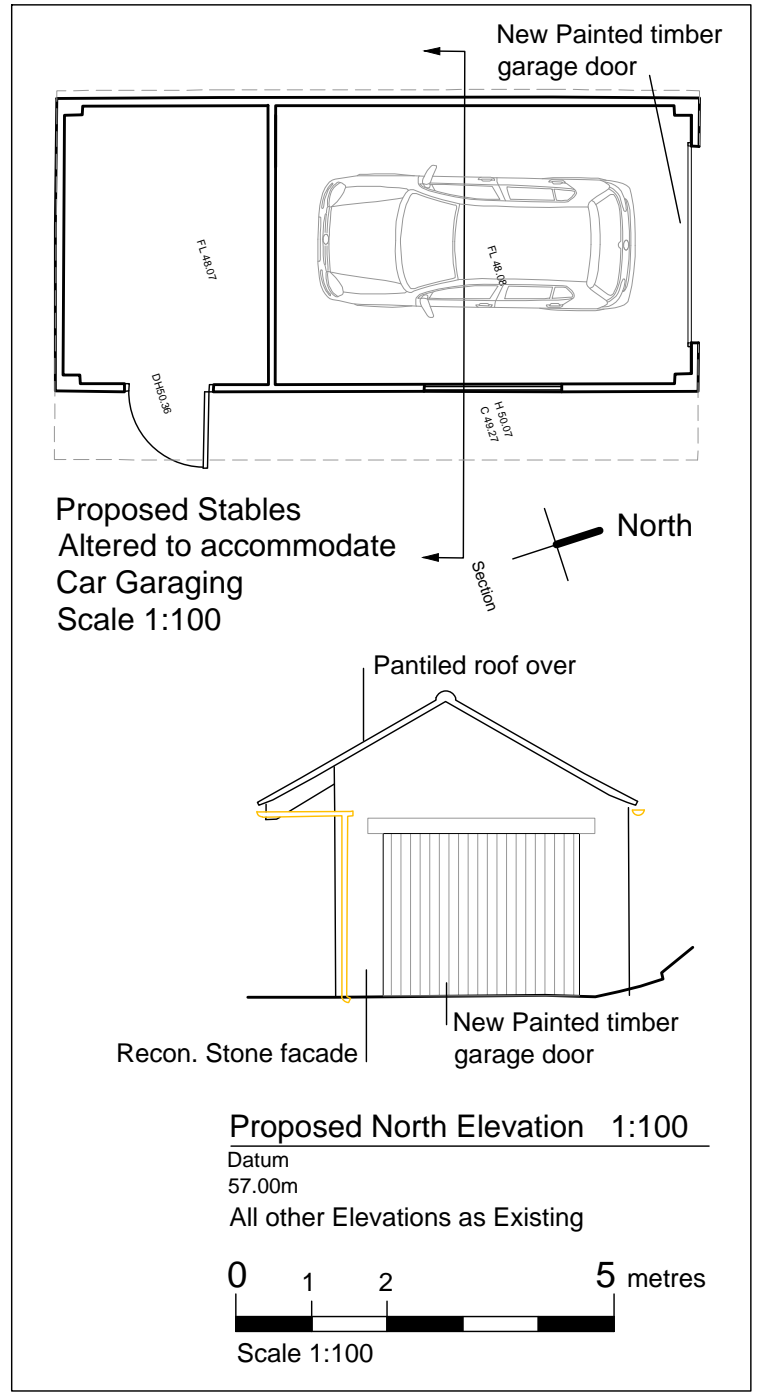 New Painted timber
garage door
FL 48.07
FL 48.08
DH50.36
H 50.07
C 49.27
Proposed Stables
Altered to accommodate
Car Garaging
Scale 1:100
North
Section
Pantiled roof over
New Painted timber
garage door
Recon. Stone facade
Proposed North Elevation 1:100
Datum
57.00m
All other Elevations as Existing
0 1 2 5 metres
Scale 1:100